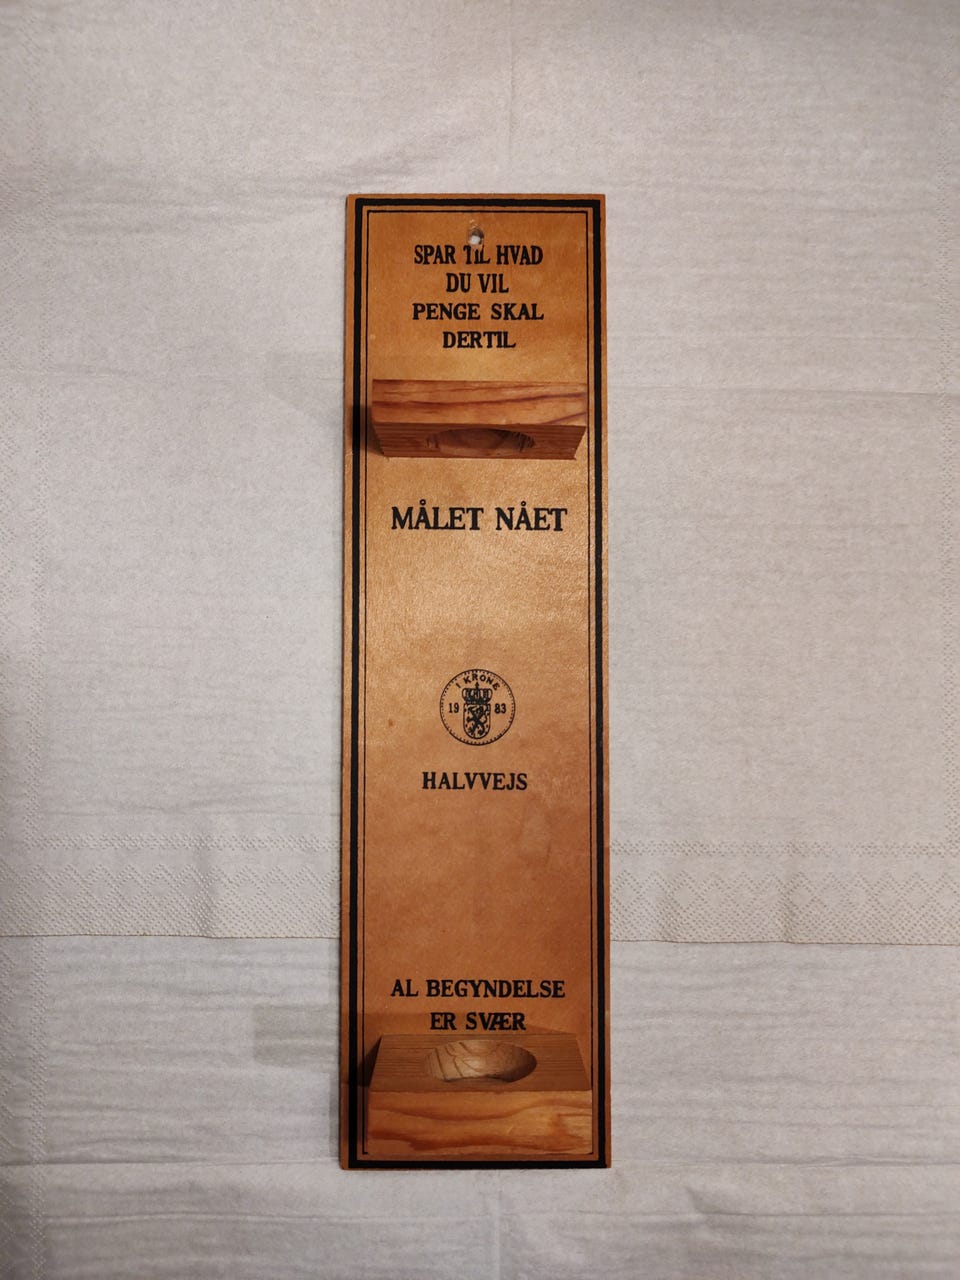 SPAR TIL HVAD
DU VIL
PENGE SKAL
DERTIL
MÅLET NÅET
1 KRONE
19 83
HALVVEJS
AL BEGYNDELSE
ER SVÆR